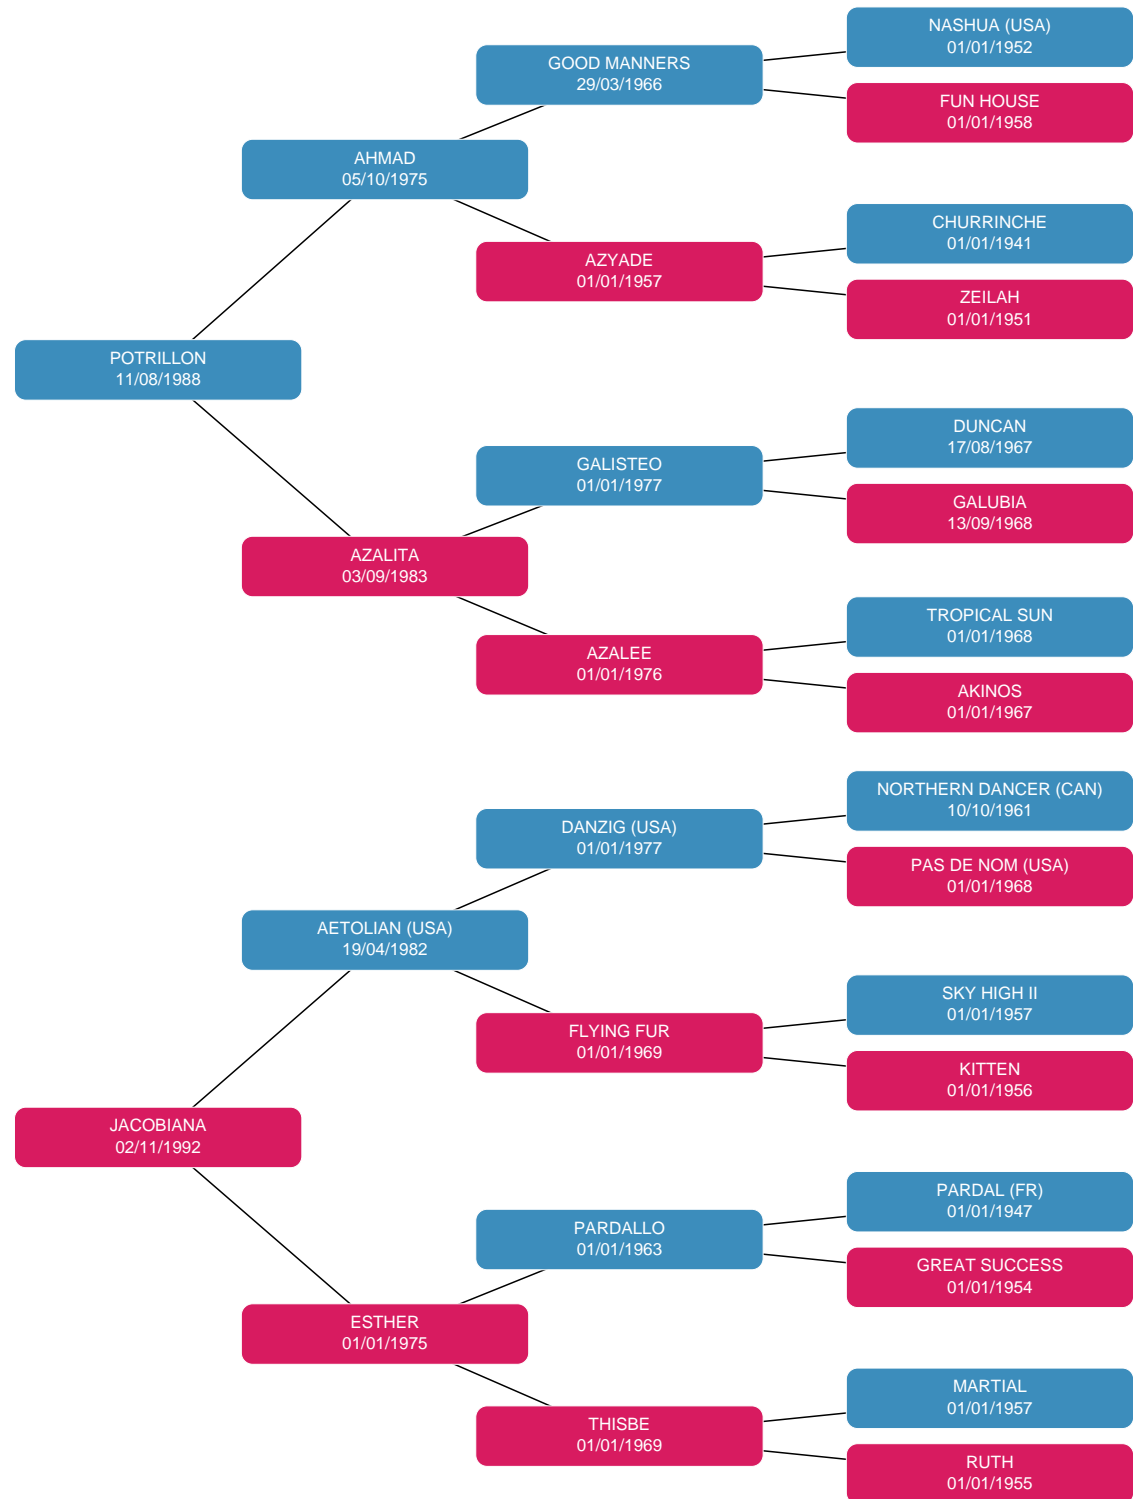 NASHUA (USA)
01/01/1952
GOOD MANNERS
29/03/1966
FUN HOUSE
01/01/1958
AHMAD
05/10/1975
CHURRINCHE
01/01/1941
AZYADE
01/01/1957
ZEILAH
01/01/1951
POTRILLON
11/08/1988
DUNCAN
17/08/1967
GALISTEO
01/01/1977
GALUBIA
13/09/1968
AZALITA
03/09/1983
TROPICAL SUN
01/01/1968
AZALEE
01/01/1976
AKINOS
01/01/1967
NORTHERN DANCER (CAN)
10/10/1961
DANZIG (USA)
01/01/1977
PAS DE NOM (USA)
01/01/1968
AETOLIAN (USA)
19/04/1982
SKY HIGH II
01/01/1957
FLYING FUR
01/01/1969
KITTEN
01/01/1956
JACOBIANA
02/11/1992
PARDAL (FR)
01/01/1947
PARDALLO
01/01/1963
GREAT SUCCESS
01/01/1954
ESTHER
01/01/1975
MARTIAL
01/01/1957
THISBE
01/01/1969
RUTH
01/01/1955